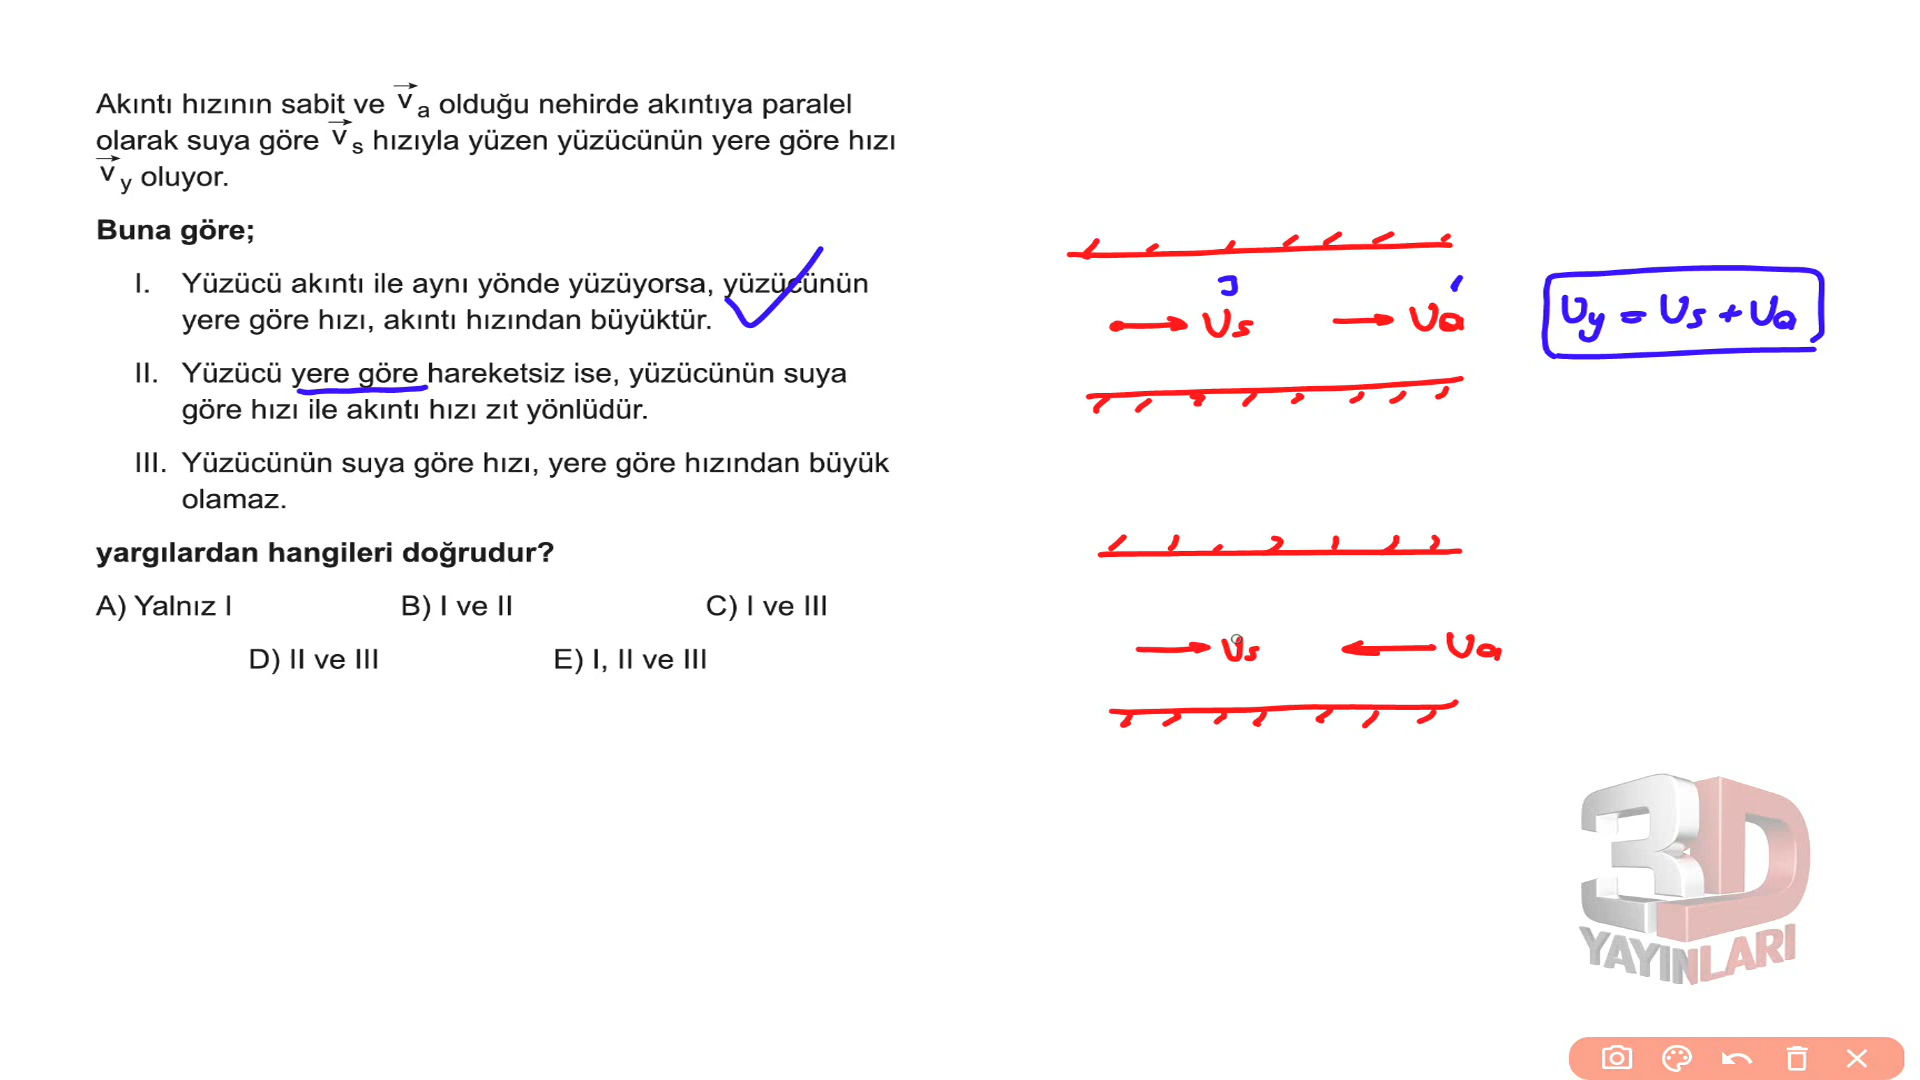 Akıntı hızının sabit ve v⃗a olduğu nehirde akıntıya paralel
olarak suya göre v⃗s hızıyla yüzen yüzücünün yere göre hızı
v⃗y oluyor.
Buna göre;
I. Yüzücü akıntı ile aynı yönde yüzüyorsa, yüzücünün
yere göre hızı, akıntı hızından büyüktür.
II. Yüzücü yere göre hareketsiz ise, yüzücünün suya
göre hızı ile akıntı hızı zıt yönlüdür.
III. Yüzücünün suya göre hızı, yere göre hızından büyük
olamaz.
yargılardan hangileri doğrudur?
A) Yalnız I B) I ve II C) I ve III
D) II ve III E) I, II ve III
Vs Va
Vy = Vs + Va
Vs Va
3D
YAYINLARI